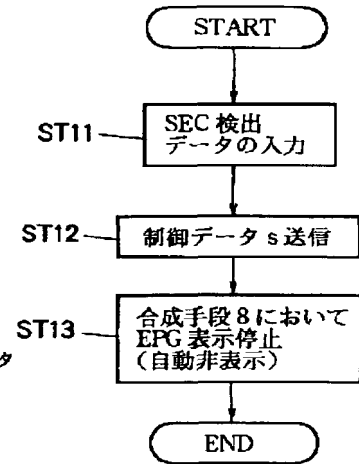 START
ST11
SEC 検出
データの入力
ST12
制御データ s 送信
ST13
合成手段 8 において
EPG 表示停止
(自動非表示)
タ
END